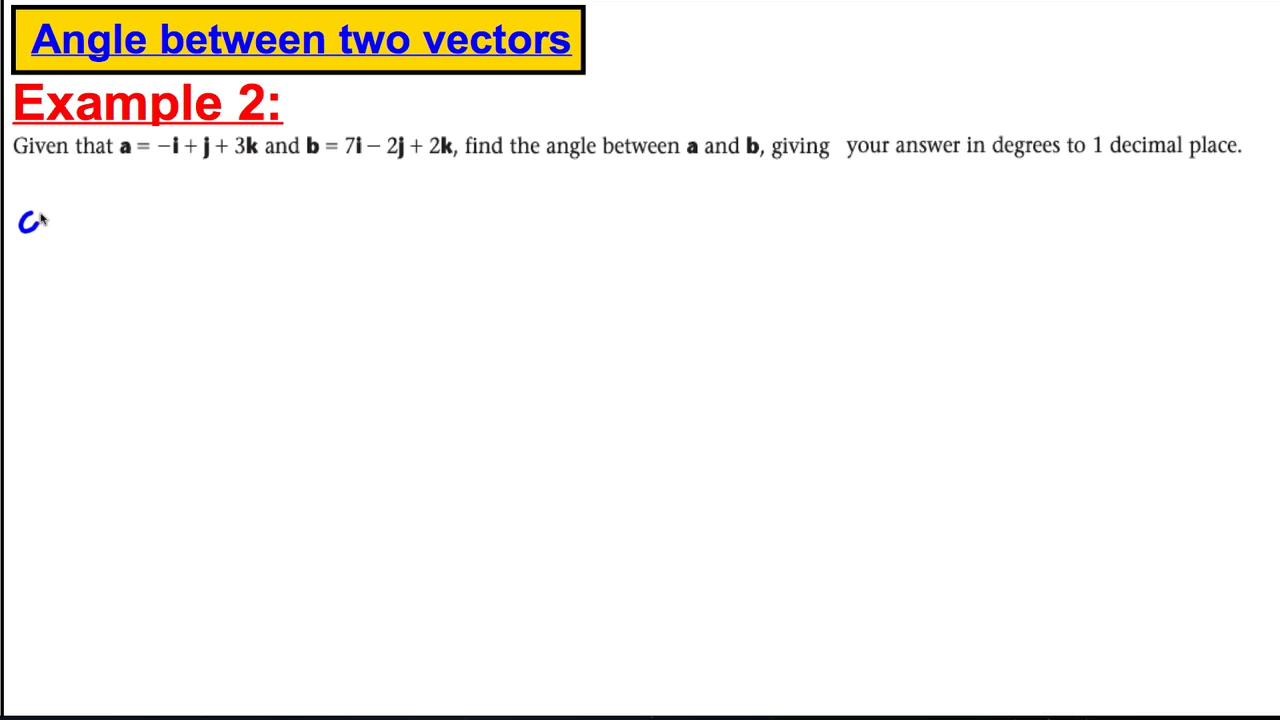 Angle between two vectors
Example 2:
Given that a = −i + j + 3k and b = 7i − 2j + 2k, find the angle between a and b, giving your answer in degrees to 1 decimal place.